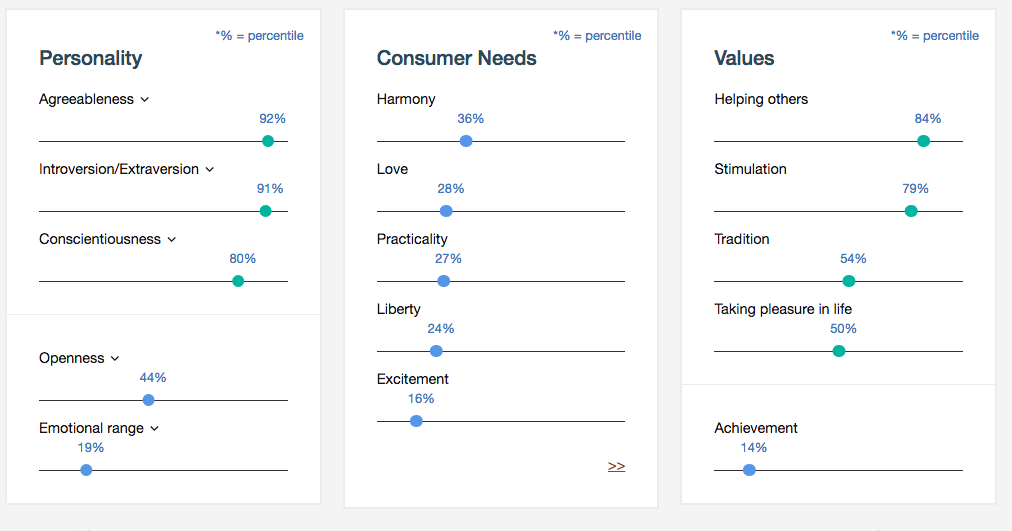 *% = percentile
Personality
Agreeableness
92%
Introversion/Extraversion
91%
Conscientiousness
80%
Openness
44%
Emotional range
19%
*% = percentile
Consumer Needs
Harmony
36%
Love
28%
Practicality
27%
Liberty
24%
Excitement
16%
>>
*% = percentile
Values
Helping others
84%
Stimulation
79%
Tradition
54%
Taking pleasure in life
50%
Achievement
14%